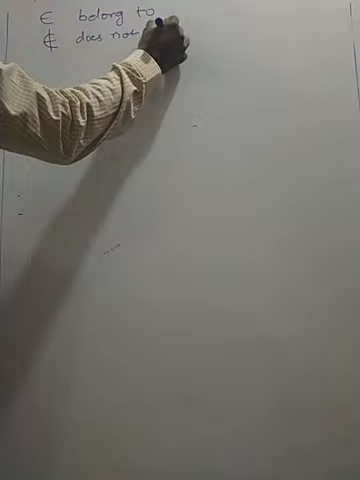 ∈ belong to
∉ does not